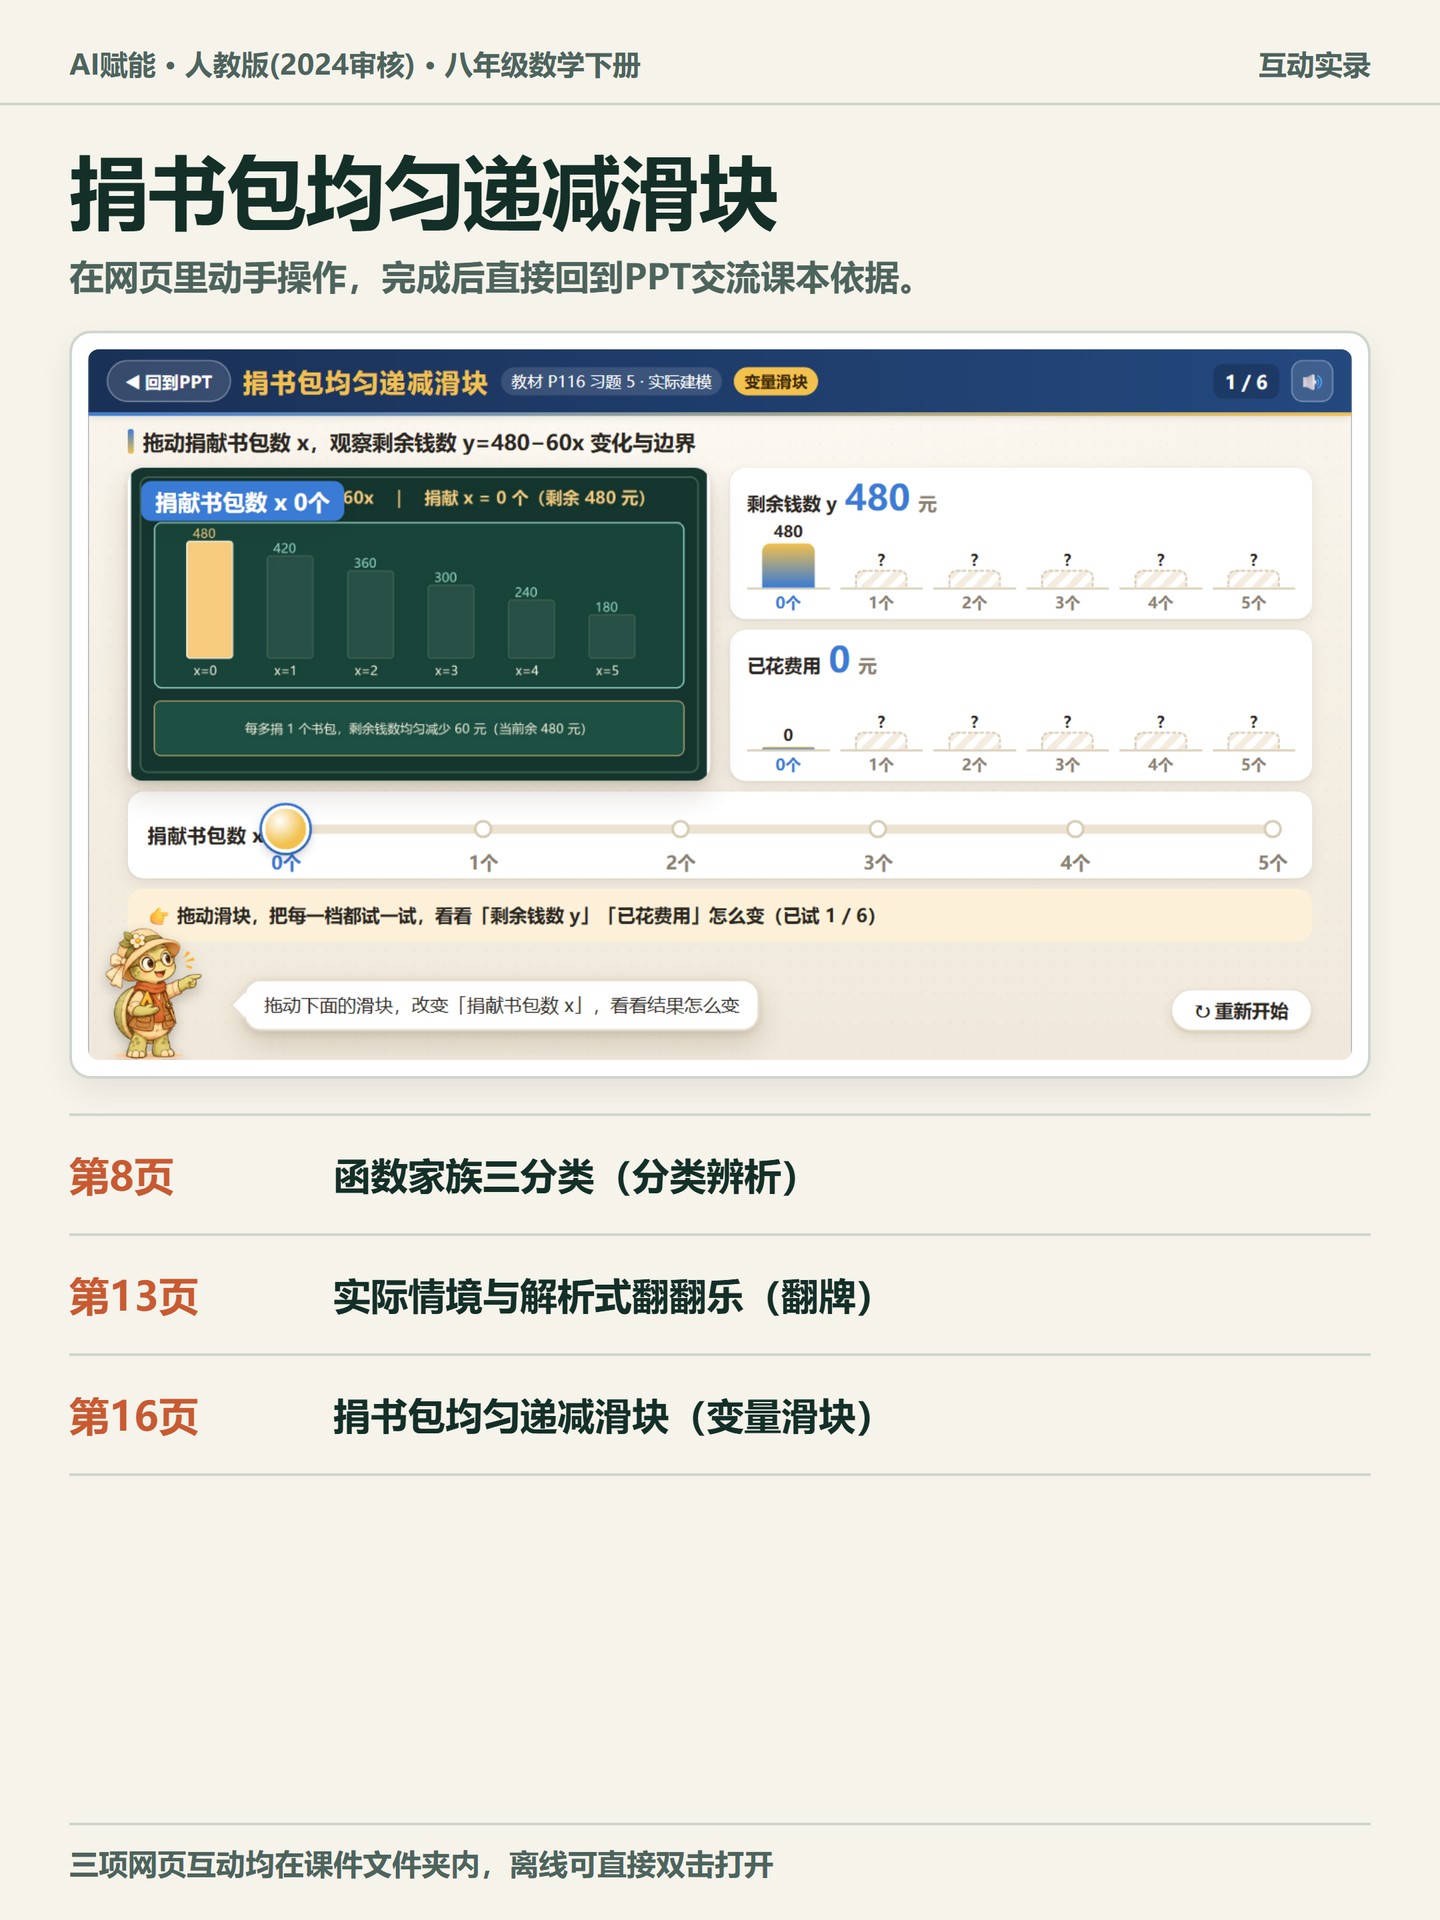 AI赋能 • 人教版(2024审核) • 八年级数学下册
互动实录
捐书包均匀递减滑块
在网页里动手操作，完成后直接回到PPT交流课本依据。
◀ 回到PPT
捐书包均匀递减滑块
教材 P116 习题 5 · 实际建模
变量滑块
1 / 6
拖动捐献书包数 x，观察剩余钱数 y=480−60x 变化与边界
捐献书包数 x 0个
60x | 捐献 x = 0 个（剩余 480 元）
480 420 360 300 240 180
x=0 x=1 x=2 x=3 x=4 x=5
每多捐 1 个书包，剩余钱数均匀减少 60 元（当前余 480 元）
剩余钱数 y 480 元
480 ? ? ? ? ?
0个 1个 2个 3个 4个 5个
已花费用 0 元
0 ? ? ? ? ?
0个 1个 2个 3个 4个 5个
捐献书包数 x
0个 1个 2个 3个 4个 5个
👉 拖动滑块，把每一档都试一试，看看「剩余钱数 y」「已花费用」怎么变（已试 1 / 6）
拖动下面的滑块，改变「捐献书包数 x」，看看结果怎么变
↻ 重新开始
第8页 函数家族三分类（分类辨析）
第13页 实际情境与解析式翻翻乐（翻牌）
第16页 捐书包均匀递减滑块（变量滑块）
三项网页互动均在课件文件夹内，离线可直接双击打开